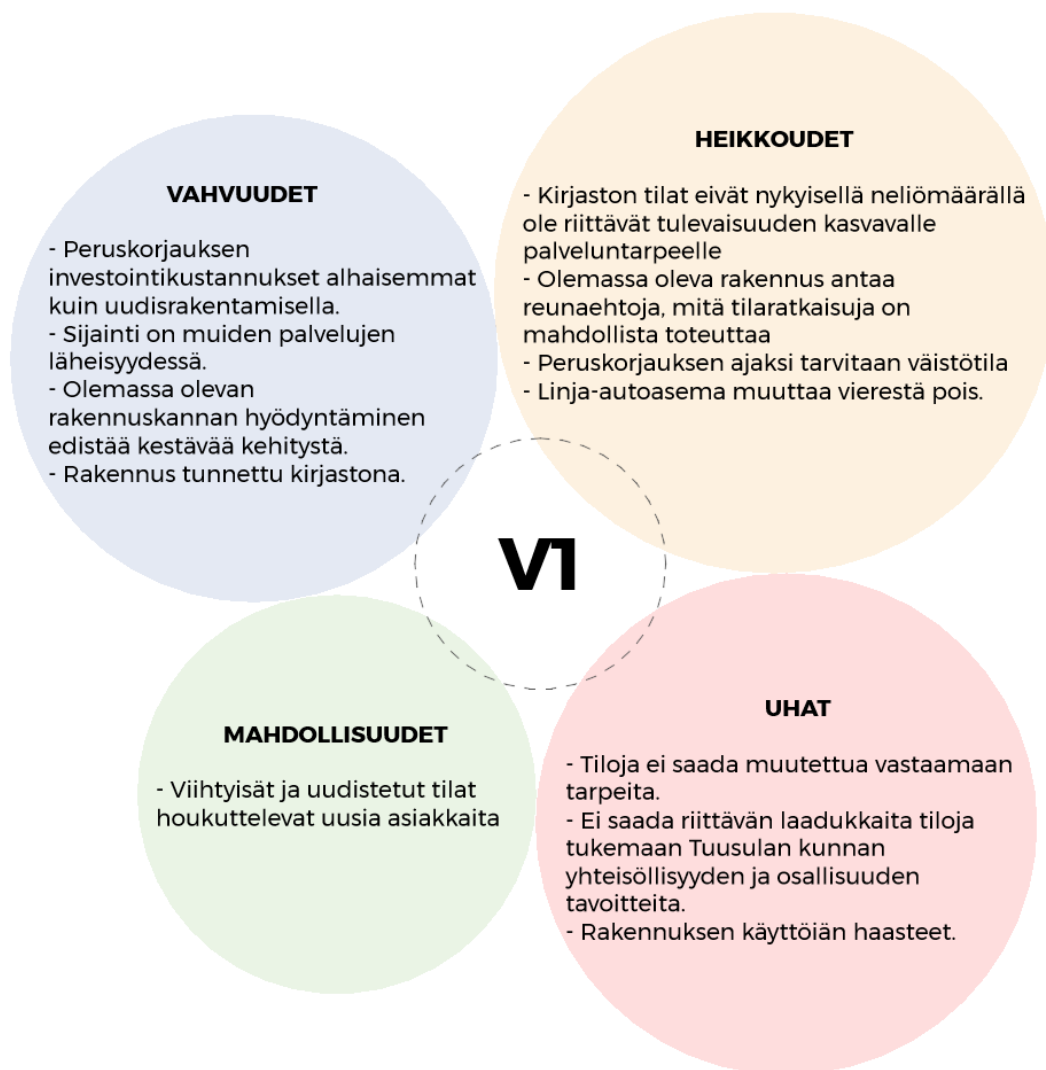 VAHVUUDET
- Peruskorjauksen
investointikustannukset alhaisemmat
kuin uudisrakentamisella.
- Sijainti on muiden palvelujen
läheisyydessä.
- Olemassa olevan
rakennuskannan hyödyntäminen
edistää kestävää kehitystä.
- Rakennus tunnettu kirjastona.
HEIKKOUDET
- Kirjaston tilat eivät nykyisellä neliömäärällä
ole riittävät tulevaisuuden kasvavalle
palveluntarpeelle
- Olemassa oleva rakennus antaa
reunaehtoja, mitä tilaratkaisuja on
mahdollista toteuttaa
- Peruskorjauksen ajaksi tarvitaan väistötila
- Linja-autoasema muuttaa vierestä pois.
V1
MAHDOLLISUUDET
- Viihtyisät ja uudistetut tilat
houkuttelevat uusia asiakkaita
UHAT
- Tiloja ei saada muutettua vastaamaan
tarpeita.
- Ei saada riittävän laadukkaita tiloja
tukemaan Tuusulan kunnan
yhteisöllisyyden ja osallisuuden
tavoitteita.
- Rakennuksen käyttöiän haasteet.